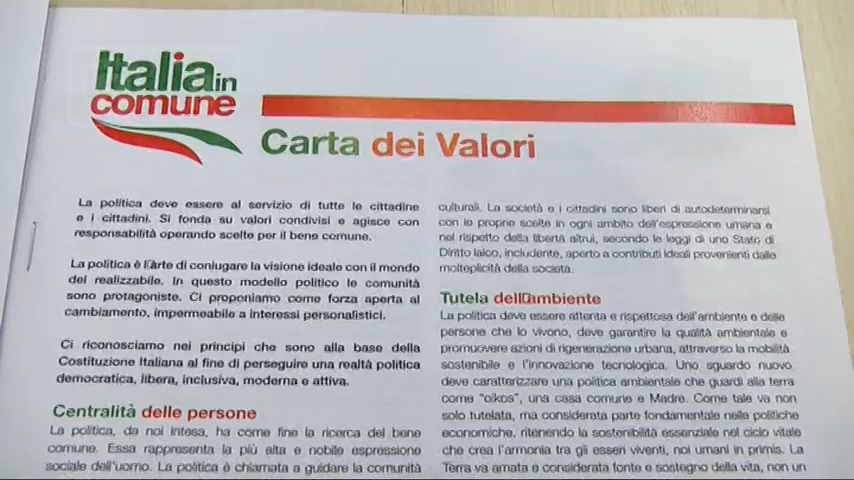 Italia in
comune
Carta dei Valori
La politica deve essere al servizio di tutte le cittadine
e i cittadini. Si fonda su valori condivisi e agisce con
responsabilità operando scelte per il bene comune.
La politica è l'arte di coniugare la visione ideale con il mondo
del realizzabile. In questo modello politico le comunità
sono protagoniste. Ci proponiamo come forza aperta al
cambiamento, impermeabile a interessi personalistici.
Ci riconosciamo nei principi che sono alla base della
Costituzione Italiana al fine di perseguire una realtà politica
democratica, libera, inclusiva, moderna e attiva.
Centralità delle persone
La politica, da noi intesa, ha come fine la ricerca del bene
comune. Essa rappresenta la più alta e nobile espressione
sociale dell'uomo. La politica è chiamata a guidare la comunità
culturali. La società e i cittadini sono liberi di autodeterminarsi
con le proprie scelte in ogni ambito dell'espressione umana e
nel rispetto della libertà altrui, secondo le leggi di uno Stato di
Diritto laico, includente, aperto a contributi ideali provenienti dalle
molteplicità della società.
Tutela dell'ambiente
La politica deve essere attenta e rispettosa dell'ambiente e delle
persone che lo vivono, deve garantire la qualità ambientale e
promuovere azioni di rigenerazione urbana, attraverso la mobilità
sostenibile e l'innovazione tecnologica. Uno sguardo nuovo
deve caratterizzare una politica ambientale che guardi alla terra
come "oikos", una casa comune e Madre. Come tale va non
solo tutelata, ma considerata parte fondamentale nelle politiche
economiche, ritenendo la sostenibilità essenziale nel ciclo vitale
che crea l'armonia tra gli esseri viventi, noi umani in primis. La
Terra va amata e considerata fonte e sostegno della vita, non un